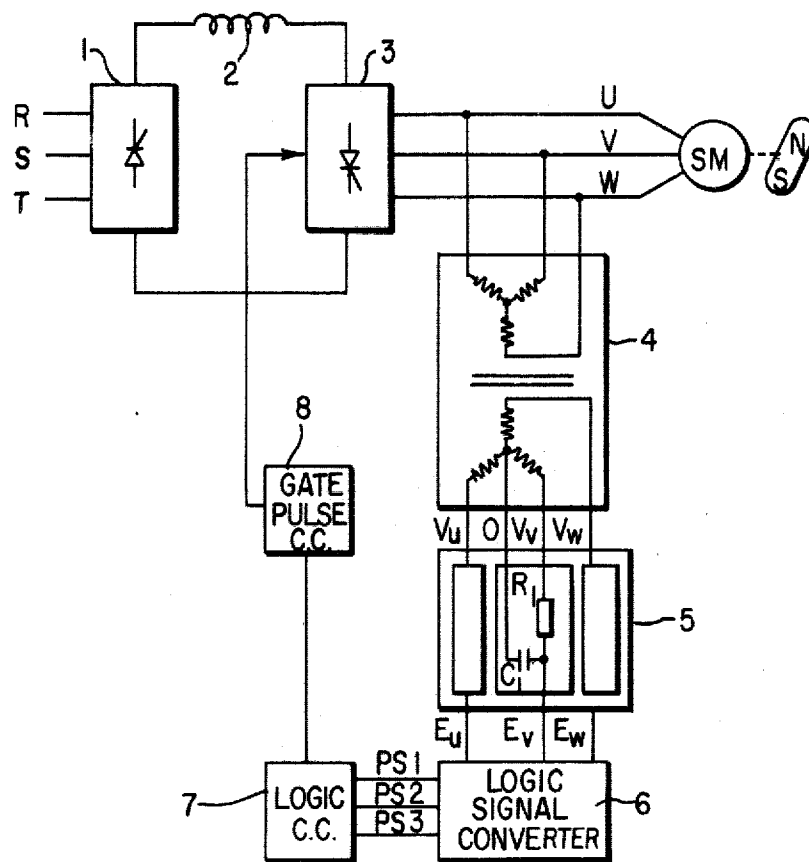 1
2
3
R
S
T
U
V
W
SM
N
S
4
8
GATE
PULSE
C.C.
Vu O Vv Vw
R1
C1
5
Eu Ev Ew
PS1
PS2
PS3
7
LOGIC
C.C.
LOGIC
SIGNAL
CONVERTER
6